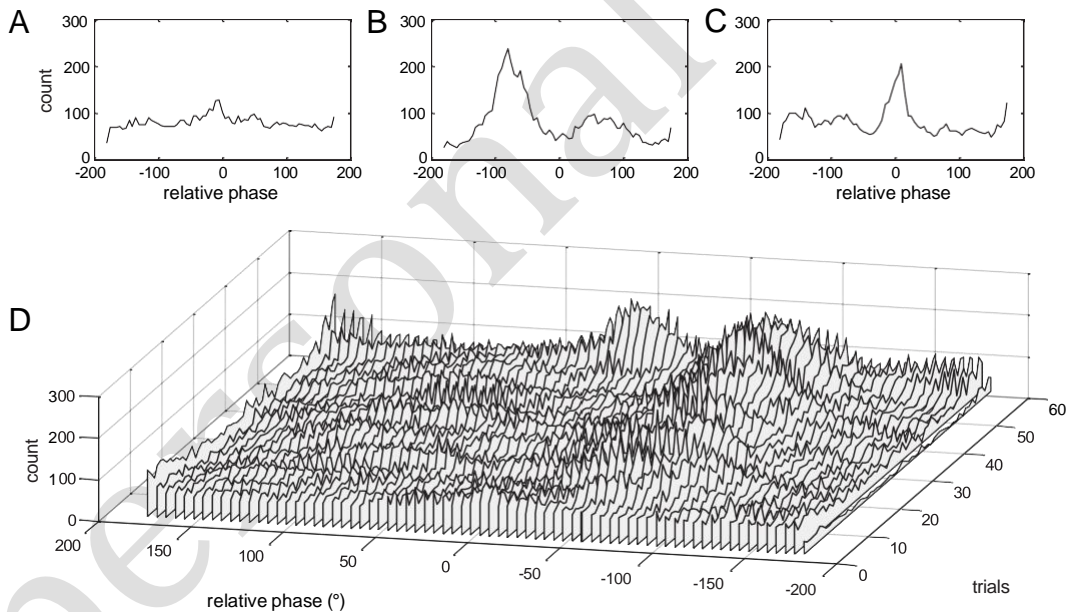 A
B
C
300
200
100
0
count
-200 -100 0 100 200
relative phase
300
200
100
0
-200 -100 0 100 200
relative phase
300
200
100
0
-200 -100 0 100 200
relative phase
D
300
200
100
0
count
200 150 100 50 0 -50 -100 -150 -200
relative phase (°)
0 10 20 30 40 50 60
trials
personal